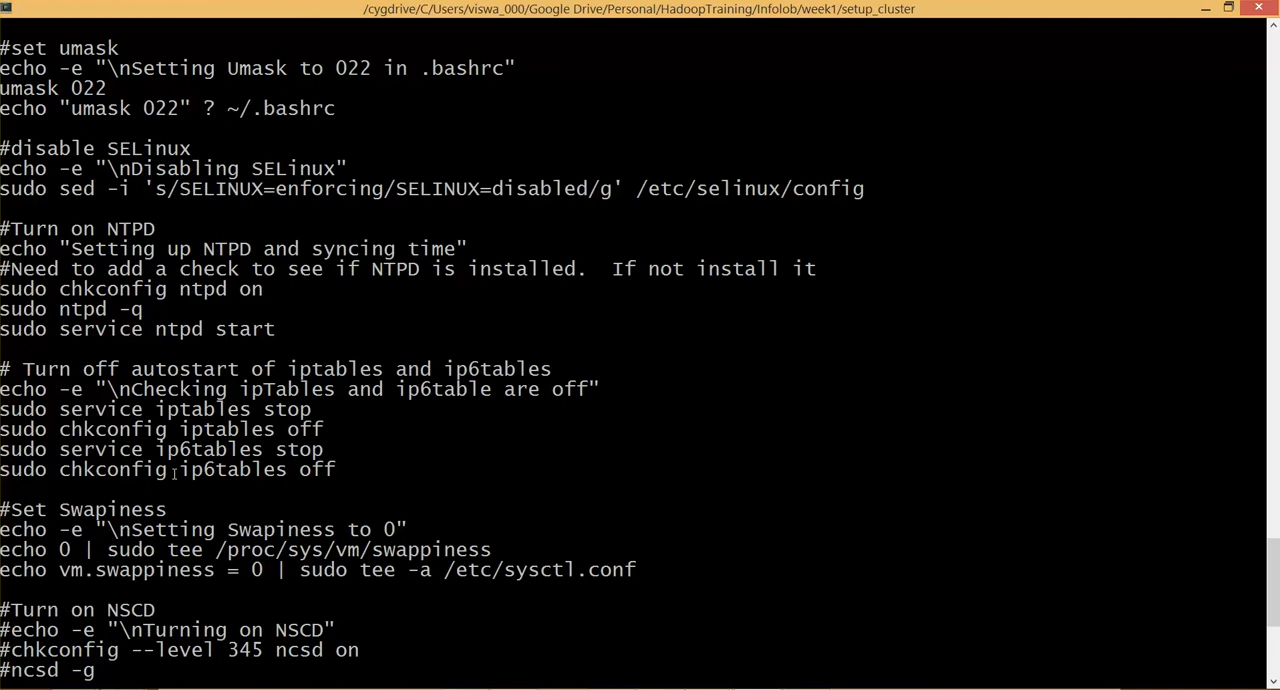 /cygdrive/C/Users/viswa_000/Google Drive/Personal/HadoopTraining/Infolob/week1/setup_cluster
#set umask
echo -e "\nSetting Umask to 022 in .bashrc"
umask 022
echo "umask 022" ? ~/.bashrc
#disable SELinux
echo -e "\nDisabling SELinux"
sudo sed -i 's/SELINUX=enforcing/SELINUX=disabled/g' /etc/selinux/config
#Turn on NTPD
echo "Setting up NTPD and syncing time"
#Need to add a check to see if NTPD is installed.  If not install it
sudo chkconfig ntpd on
sudo ntpd -q
sudo service ntpd start
# Turn off autostart of iptables and ip6tables
echo -e "\nChecking ipTables and ip6table are off"
sudo service iptables stop
sudo chkconfig iptables off
sudo service ip6tables stop
sudo chkconfig ip6tables off
#Set Swapiness
echo -e "\nSetting Swapiness to 0"
echo 0 | sudo tee /proc/sys/vm/swappiness
echo vm.swappiness = 0 | sudo tee -a /etc/sysctl.conf
#Turn on NSCD
#echo -e "\nTurning on NSCD"
#chkconfig --level 345 ncsd on
#ncsd -g